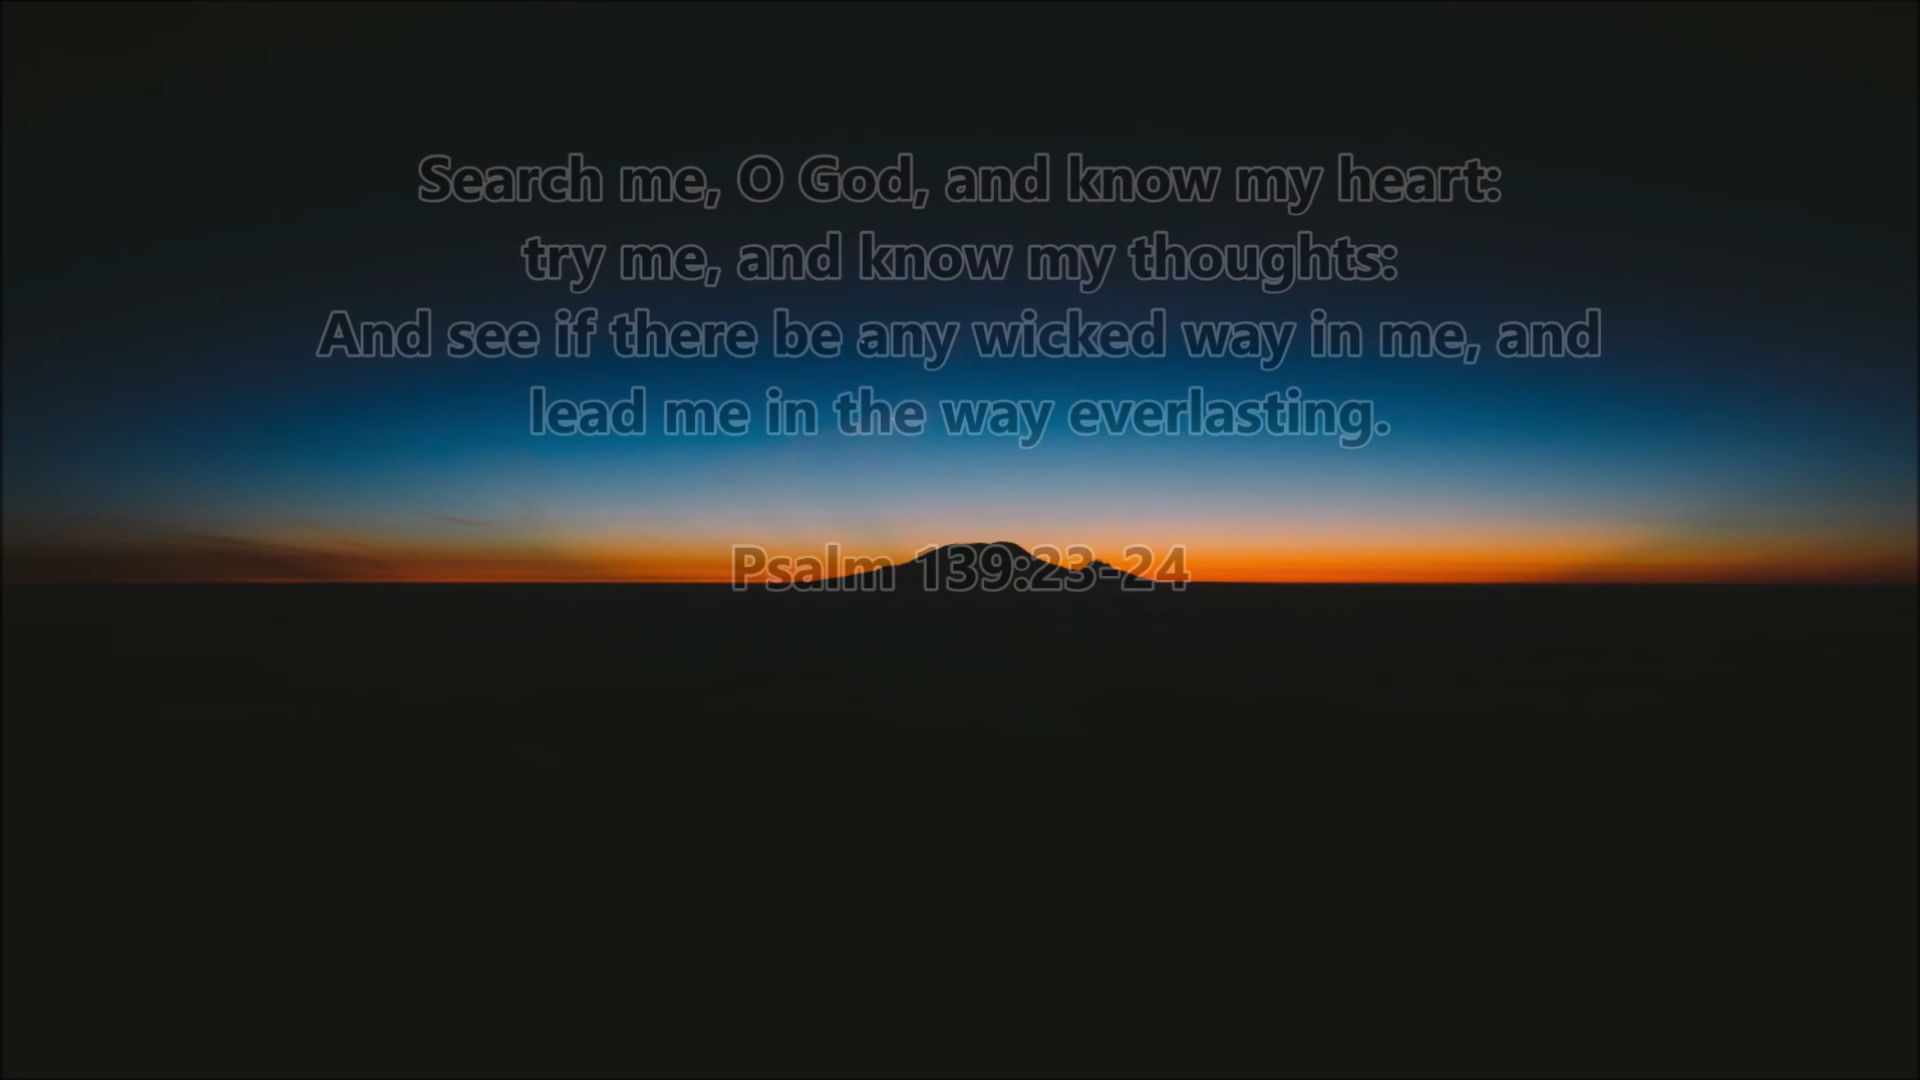 Search me, O God, and know my heart:
try me, and know my thoughts:
And see if there be any wicked way in me, and
lead me in the way everlasting.
Psalm 139:23-24